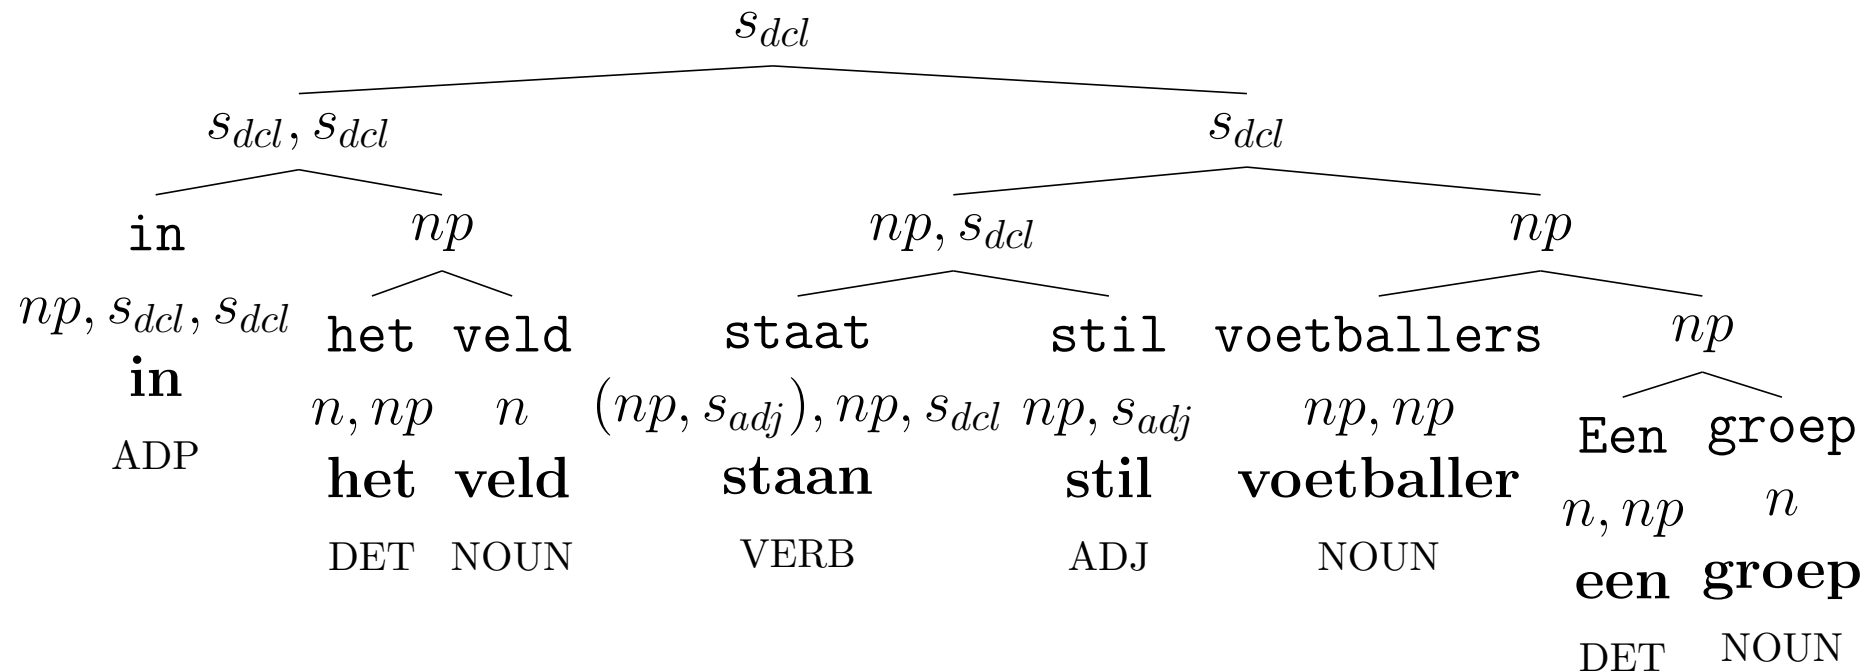 s_dcl
s_dcl, s_dcl s_dcl
in np np, s_dcl np
np, s_dcl, s_dcl het veld staat stil voetballers np
in n, np n (np, s_adj), np, s_dcl np, s_adj np, np Een groep
ADP het veld staan stil voetballer n, np n
DET NOUN VERB ADJ NOUN een groep
DET NOUN